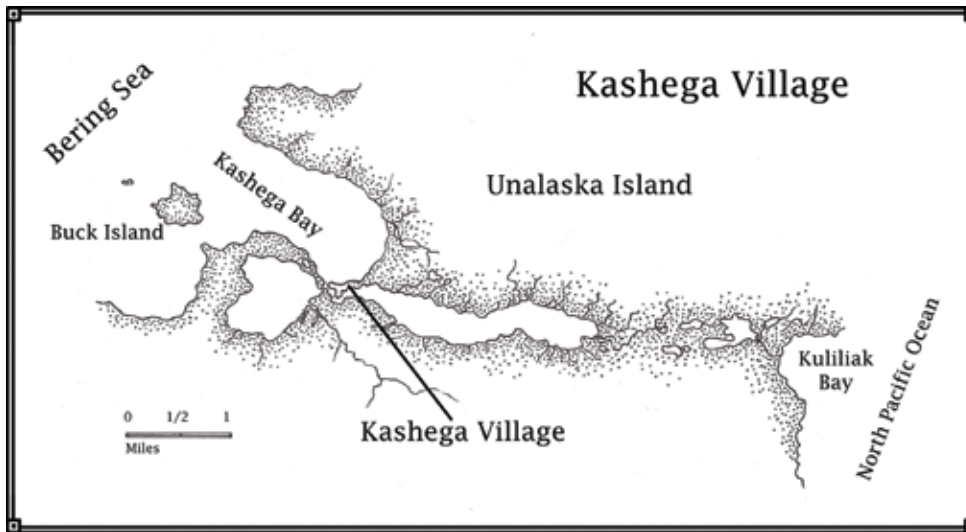 Kashega Village
Bering Sea
Kashega Bay
Unalaska Island
Buck Island
Kuliliak
Bay
North Pacific Ocean
0 1/2 1
Miles
Kashega Village